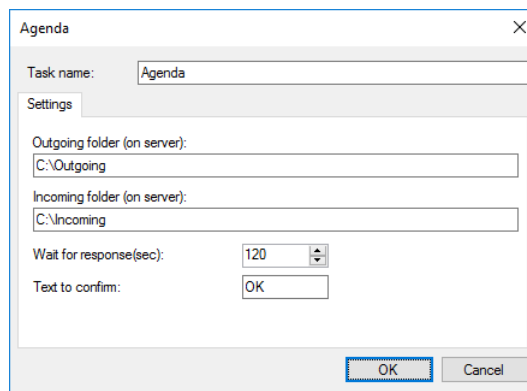 Agenda
Task name: Agenda
Settings
Outgoing folder (on server):
C:\Outgoing
Incoming folder (on server):
C:\Incoming
Wait for response(sec): 120
Text to confirm: OK
OK Cancel